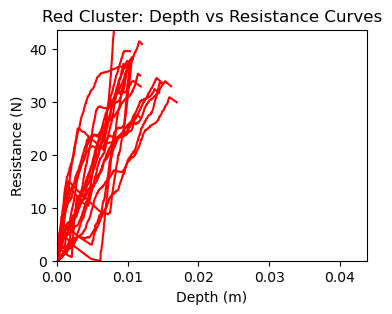 Red Cluster: Depth vs Resistance Curves
Resistance (N)
40
30
20
10
0
0.00 0.01 0.02 0.03 0.04
Depth (m)